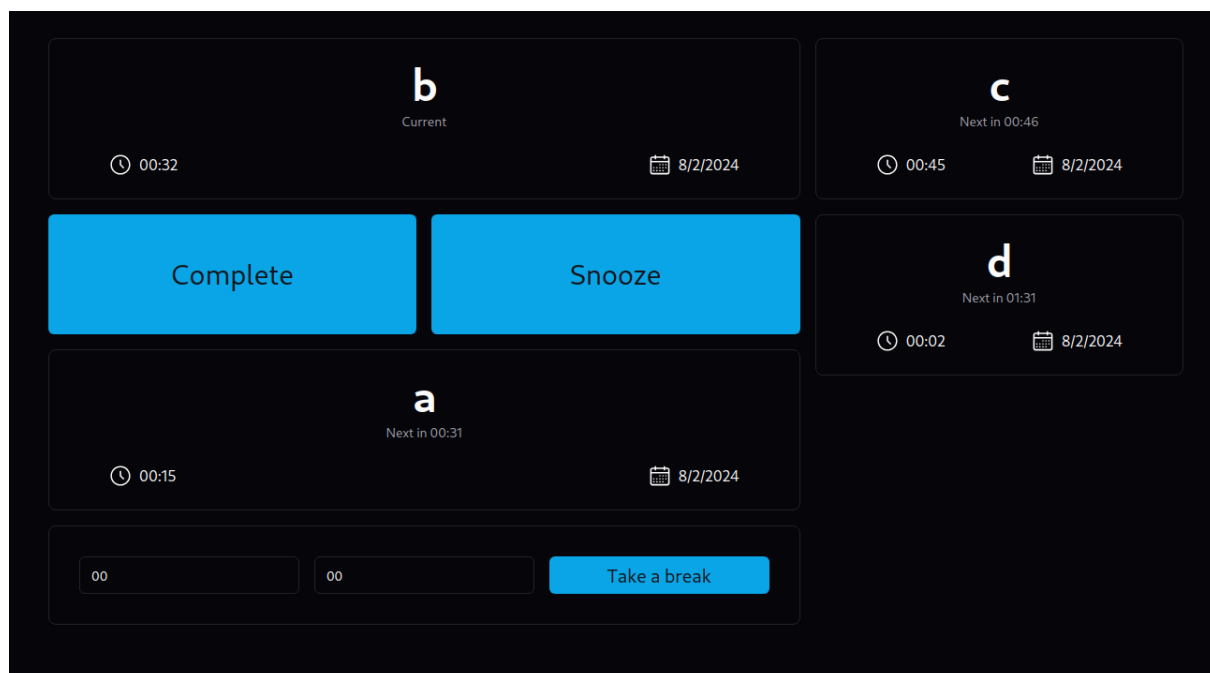 b
Current
00:32
8/2/2024
Complete
Snooze
a
Next in 00:31
00:15
8/2/2024
00
00
Take a break
c
Next in 00:46
00:45
8/2/2024
d
Next in 01:31
00:02
8/2/2024